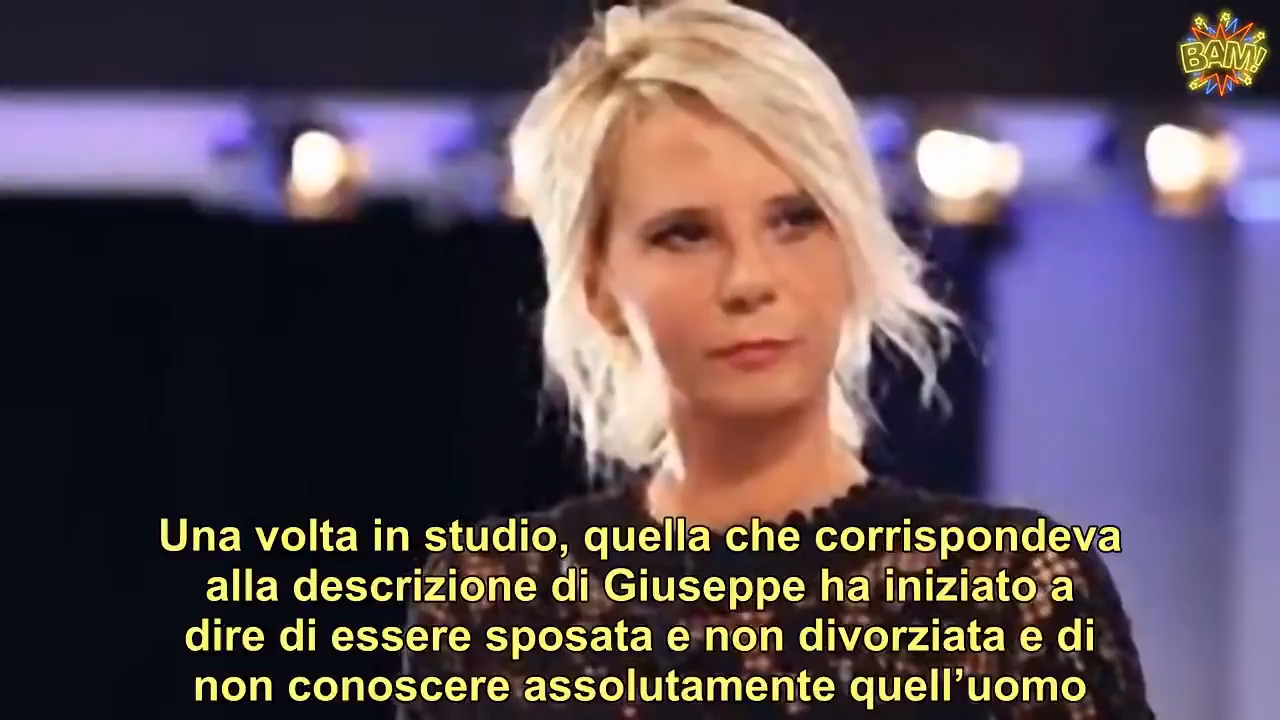 BAM!
Una volta in studio, quella che corrispondeva
alla descrizione di Giuseppe ha iniziato a
dire di essere sposata e non divorziata e di
non conoscere assolutamente quell’uomo